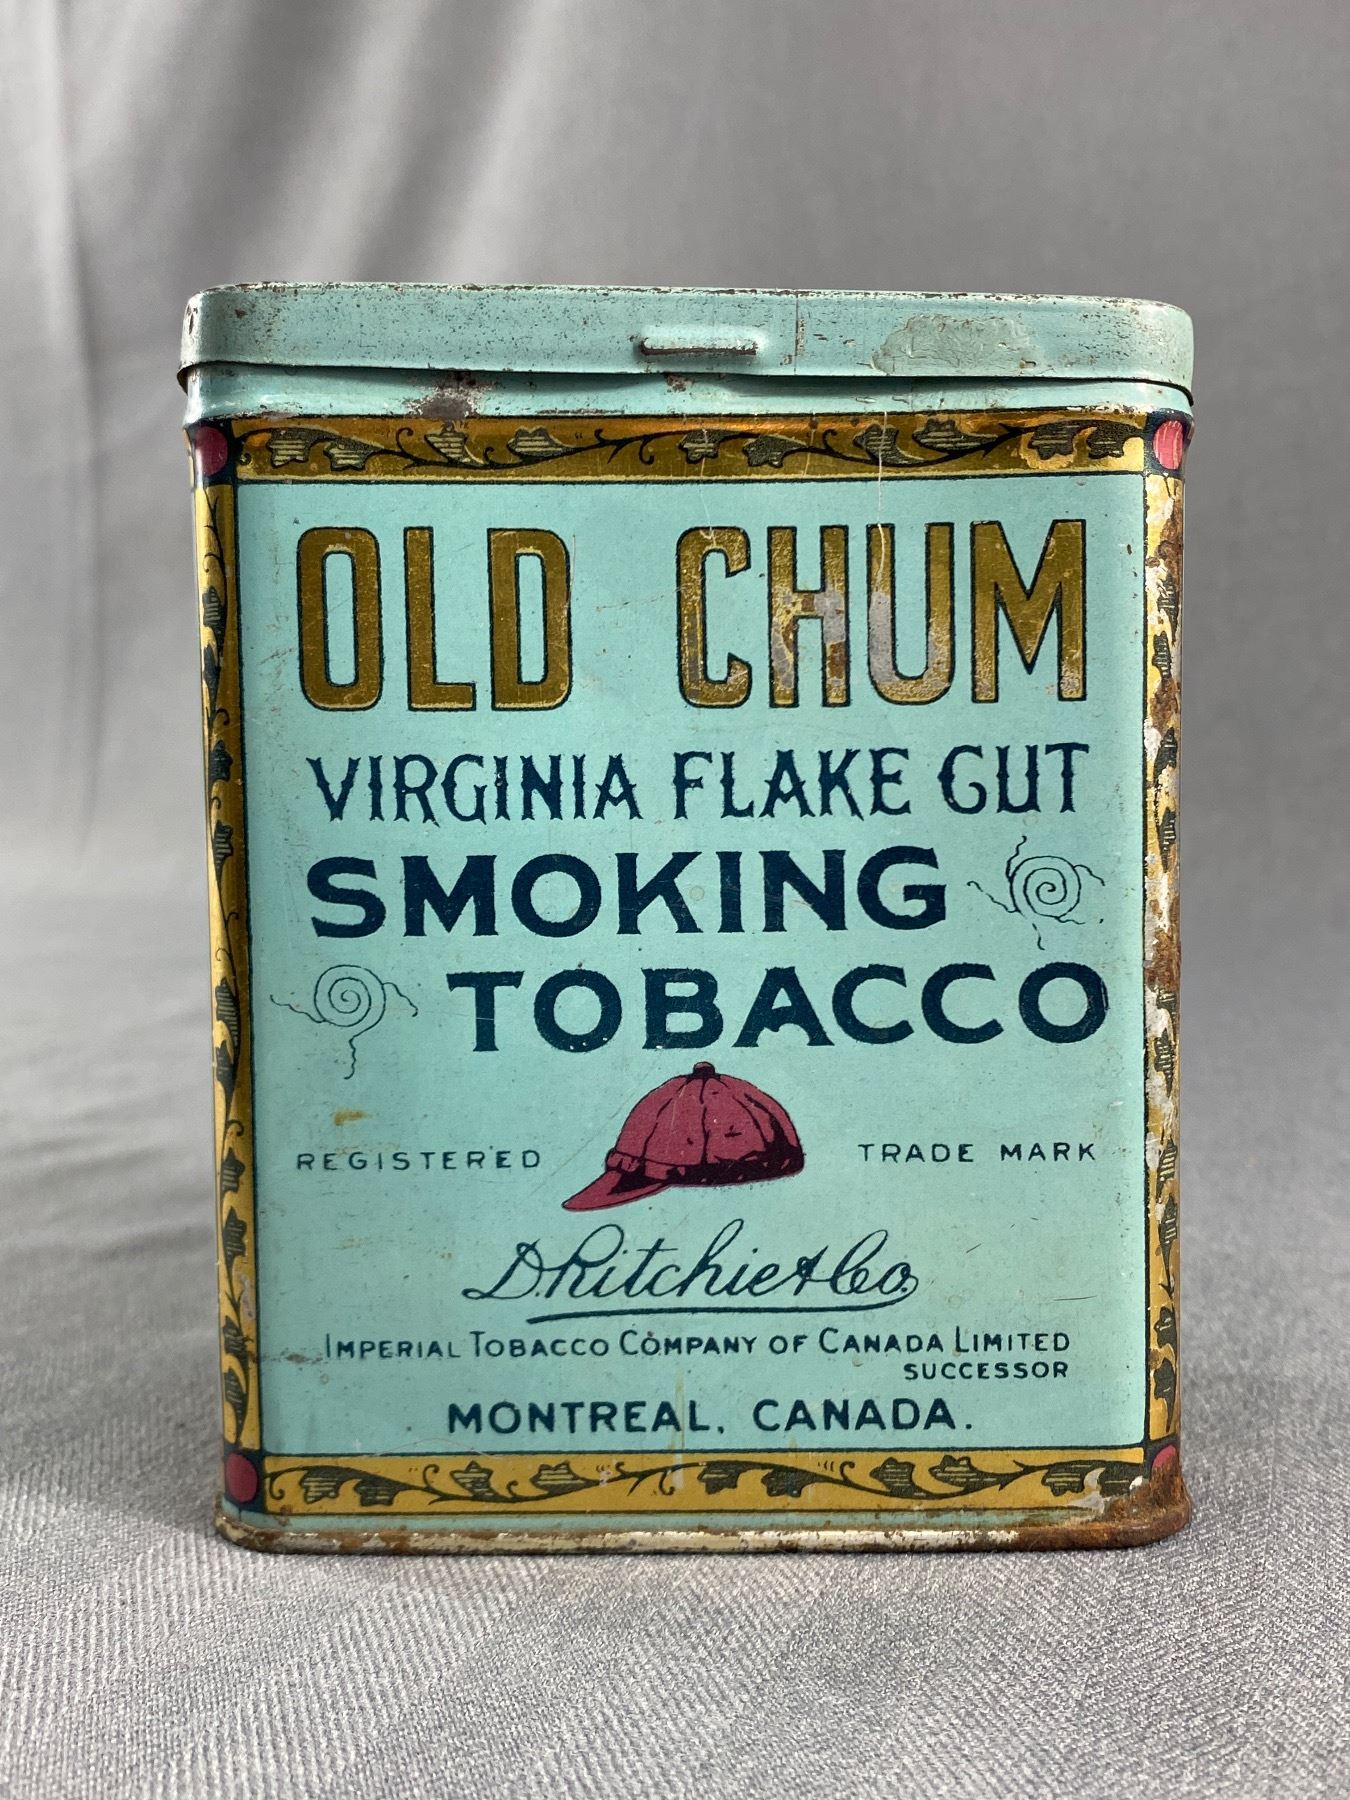 OLD CHUM
VIRGINIA FLAKE CUT
SMOKING
TOBACCO
REGISTERED TRADE MARK
D. Ritchie & Co.
IMPERIAL TOBACCO COMPANY OF CANADA LIMITED
SUCCESSOR
MONTREAL, CANADA.